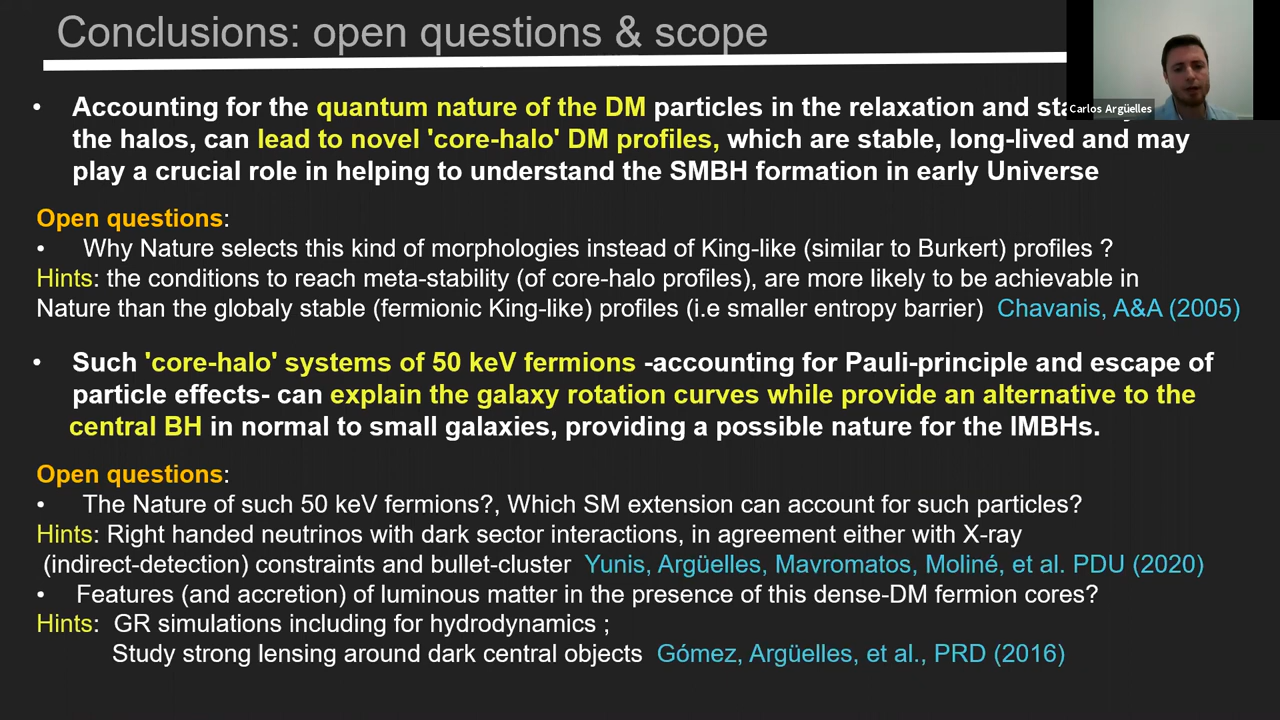 Conclusions: open questions & scope
Carlos Argüelles
• Accounting for the quantum nature of the DM particles in the relaxation and
the halos, can lead to novel 'core-halo' DM profiles, which are stable, long-lived and may
play a crucial role in helping to understand the SMBH formation in early Universe
Open questions:
• Why Nature selects this kind of morphologies instead of King-like (similar to Burkert) profiles ?
Hints: the conditions to reach meta-stability (of core-halo profiles), are more likely to be achievable in
Nature than the globaly stable (fermionic King-like) profiles (i.e smaller entropy barrier) Chavanis, A&A (2005)
• Such 'core-halo' systems of 50 keV fermions -accounting for Pauli-principle and escape of
particle effects- can explain the galaxy rotation curves while provide an alternative to the
central BH in normal to small galaxies, providing a possible nature for the IMBHs.
Open questions:
• The Nature of such 50 keV fermions?, Which SM extension can account for such particles?
Hints: Right handed neutrinos with dark sector interactions, in agreement either with X-ray
(indirect-detection) constraints and bullet-cluster Yunis, Argüelles, Mavromatos, Moliné, et al. PDU (2020)
• Features (and accretion) of luminous matter in the presence of this dense-DM fermion cores?
Hints: GR simulations including for hydrodynamics ;
Study strong lensing around dark central objects Gómez, Argüelles, et al., PRD (2016)